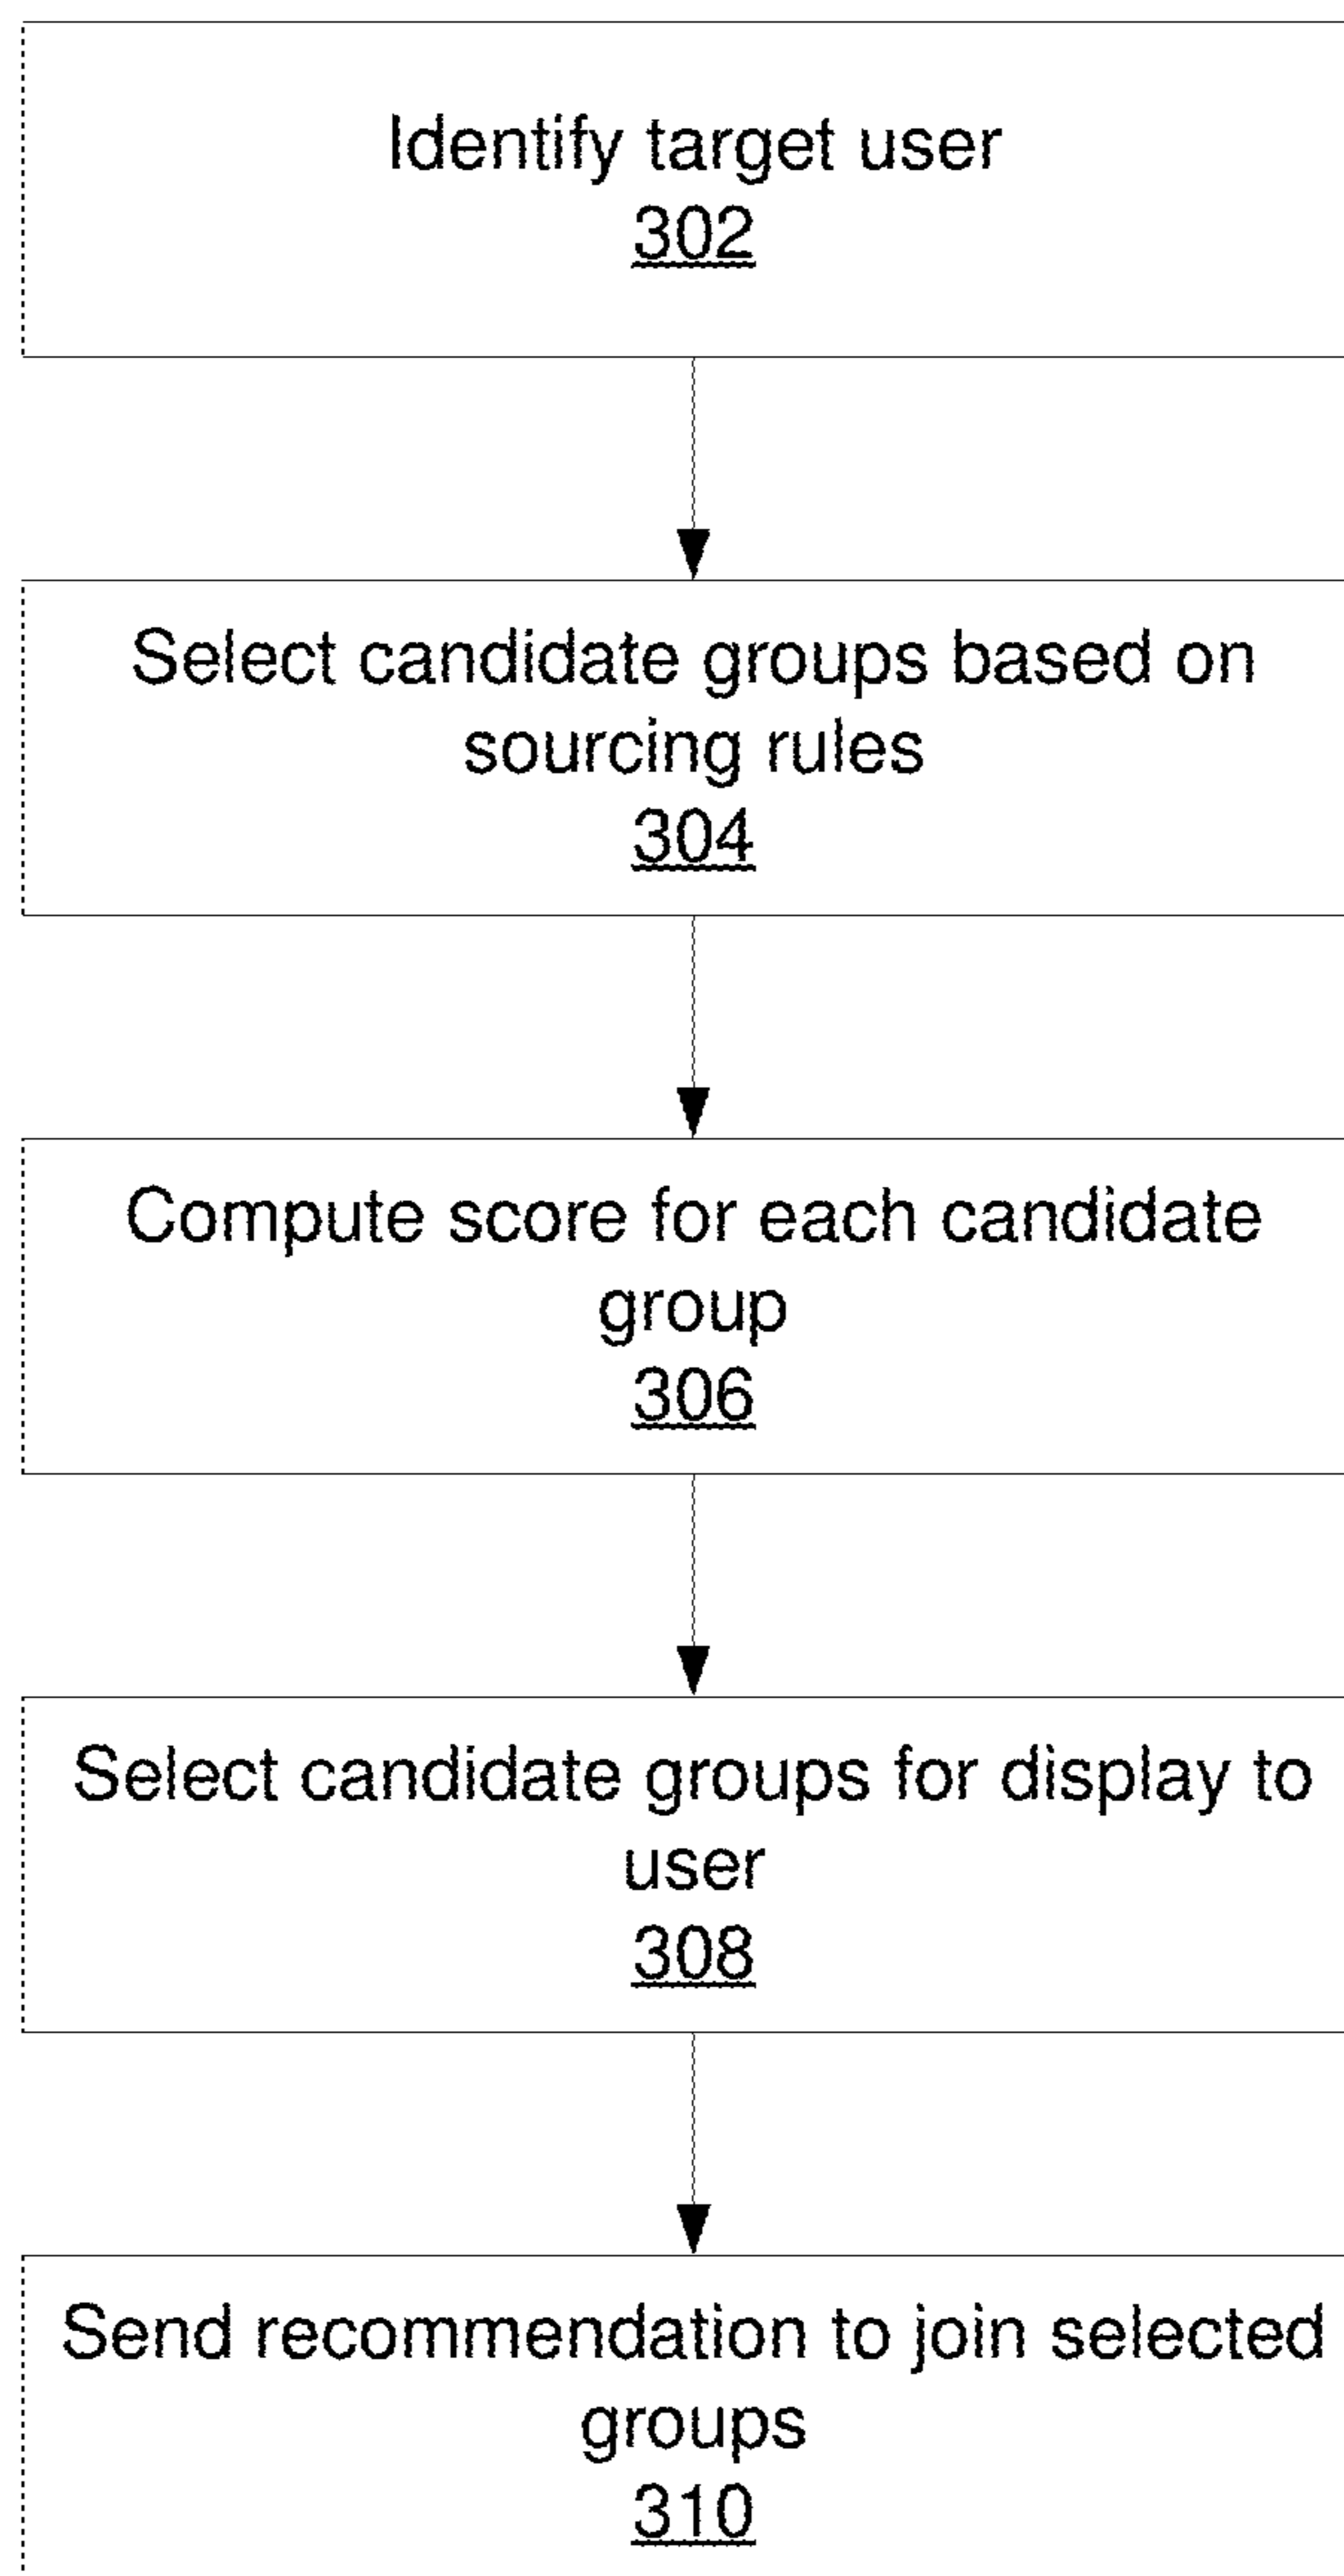 Identify target user
302
Select candidate groups based on
sourcing rules
304
Compute score for each candidate
group
306
Select candidate groups for display to
user
308
Send recommendation to join selected
groups
310